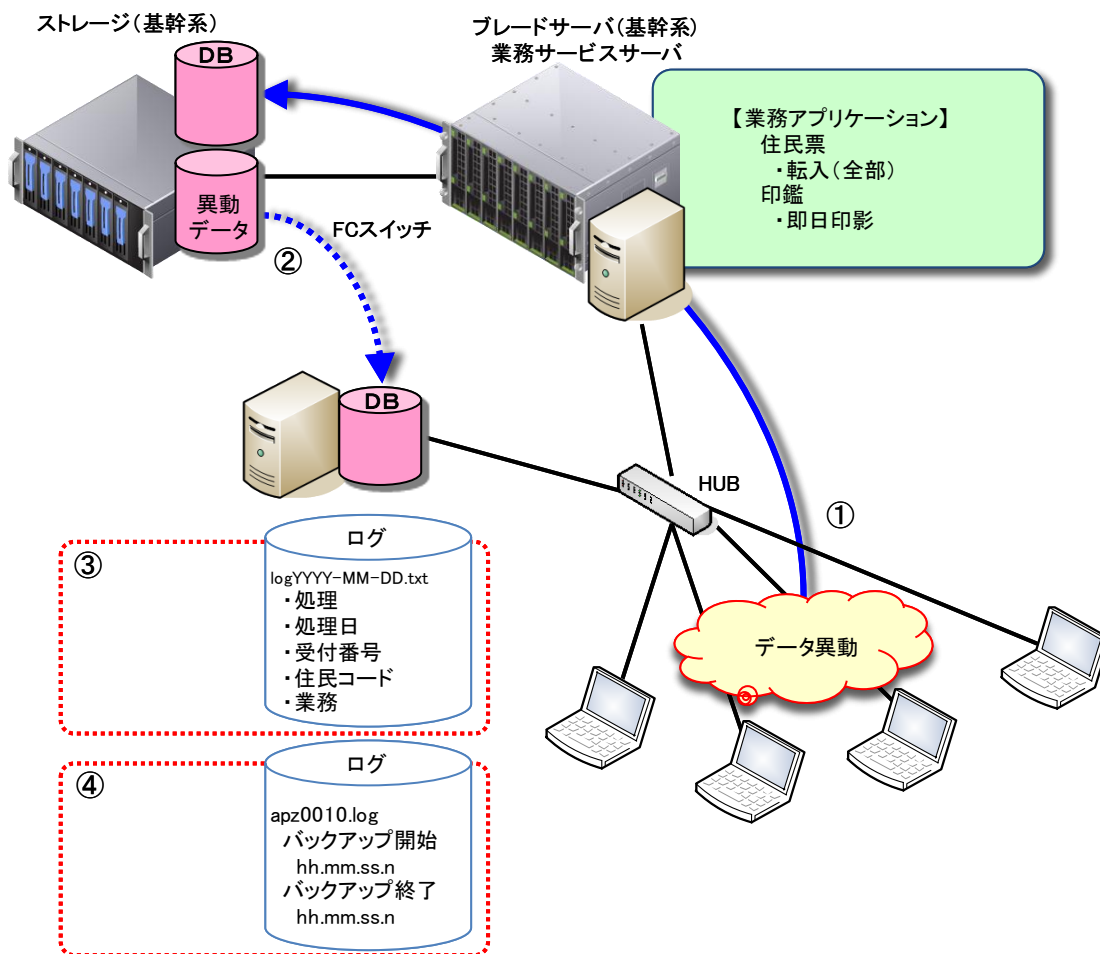 ストレージ(基幹系)
DB
異動
データ
ブレードサーバ(基幹系)
業務サービスサーバ
【業務アプリケーション】
住民票
・転入(全部)
印鑑
・即日印影
FCスイッチ
②
DB
HUB
①
データ異動
③
ログ
logYYYY-MM-DD.txt
・処理
・処理日
・受付番号
・住民コード
・業務
④
ログ
apz0010.log
バックアップ開始
hh.mm.ss.n
バックアップ終了
hh.mm.ss.n